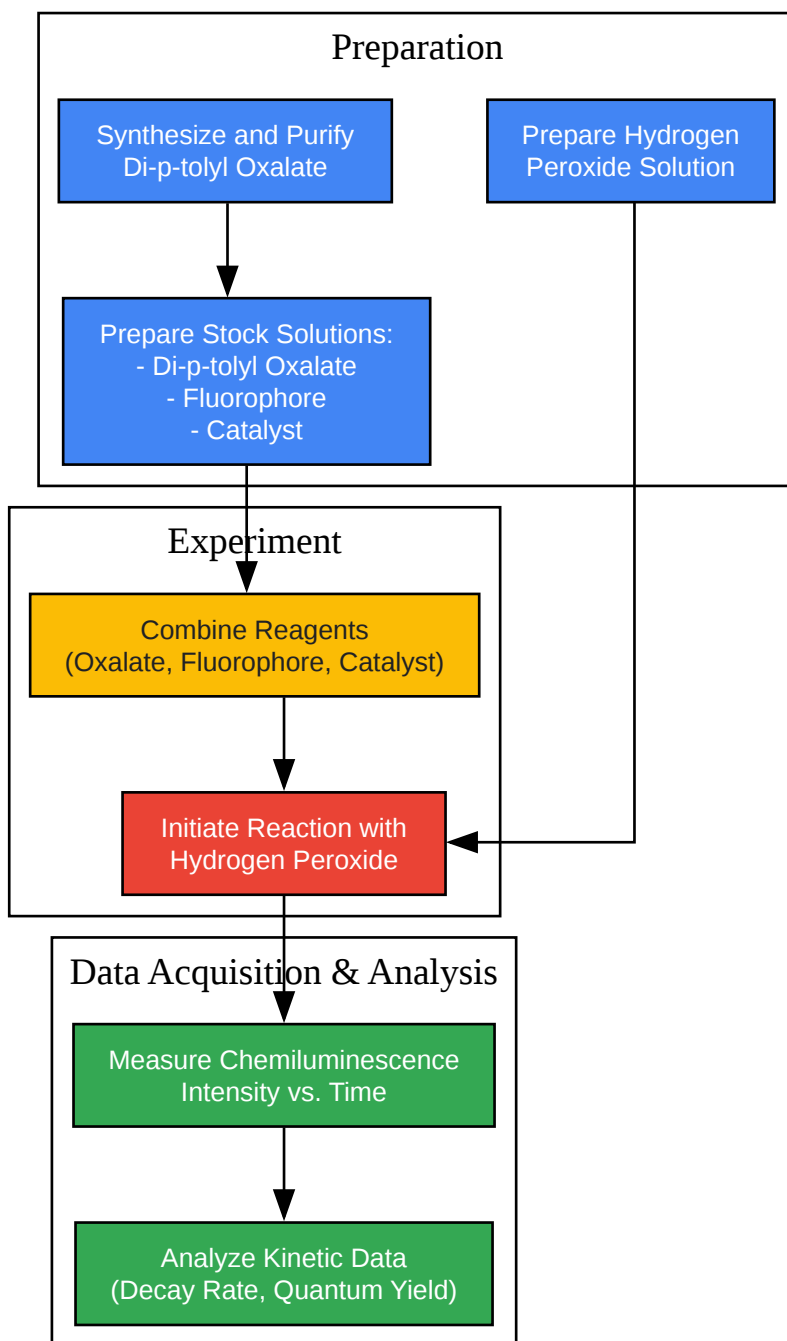 Preparation
Synthesize and Purify
Di-p-tolyl Oxalate
Prepare Hydrogen
Peroxide Solution
Prepare Stock Solutions:
- Di-p-tolyl Oxalate
- Fluorophore
- Catalyst
Experiment
Combine Reagents
(Oxalate, Fluorophore, Catalyst)
Initiate Reaction with
Hydrogen Peroxide
Data Acquisition & Analysis
Measure Chemiluminescence
Intensity vs. Time
Analyze Kinetic Data
(Decay Rate, Quantum Yield)